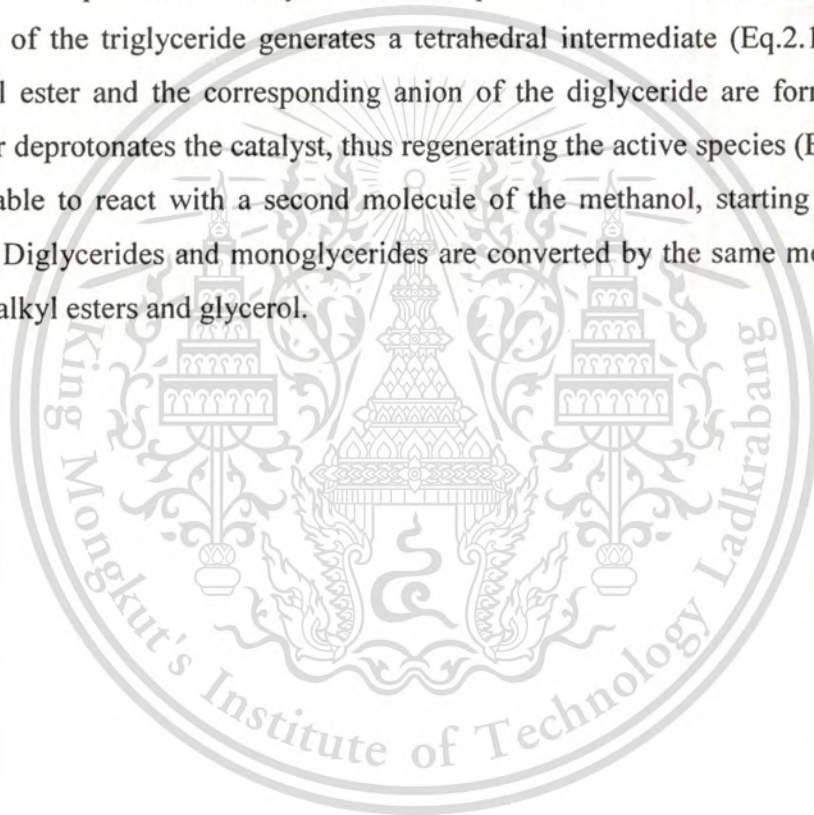 of the triglyceride generates a tetrahedral intermediate (Eq.2.1
l ester and the corresponding anion of the diglyceride are for
r deprotonates the catalyst, thus regenerating the active species (E
able to react with a second molecule of the methanol, starting
Diglycerides and monoglycerides are converted by the same me
alkyl esters and glycerol.
King Mongkut's Institute of Technology Ladkrabang